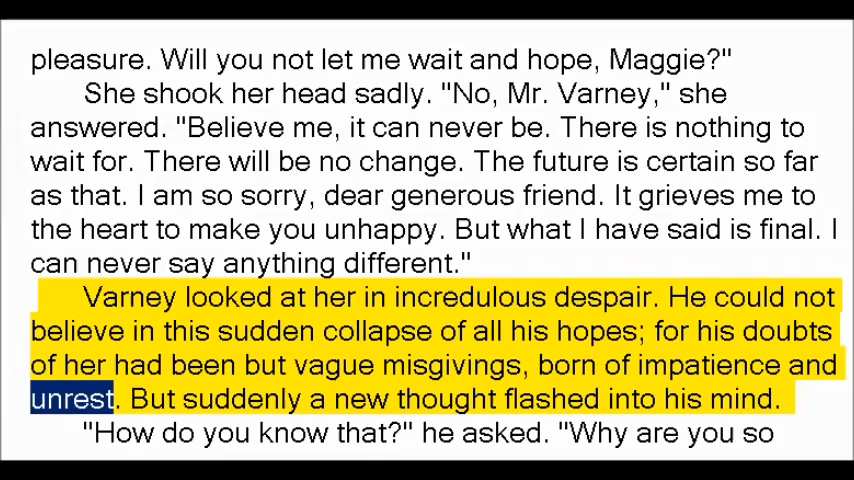 pleasure. Will you not let me wait and hope, Maggie?"
She shook her head sadly. "No, Mr. Varney," she
answered. "Believe me, it can never be. There is nothing to
wait for. There will be no change. The future is certain so far
as that. I am so sorry, dear generous friend. It grieves me to
the heart to make you unhappy. But what I have said is final. I
can never say anything different."
Varney looked at her in incredulous despair. He could not
believe in this sudden collapse of all his hopes; for his doubts
of her had been but vague misgivings, born of impatience and
unrest. But suddenly a new thought flashed into his mind.
"How do you know that?" he asked. "Why are you so